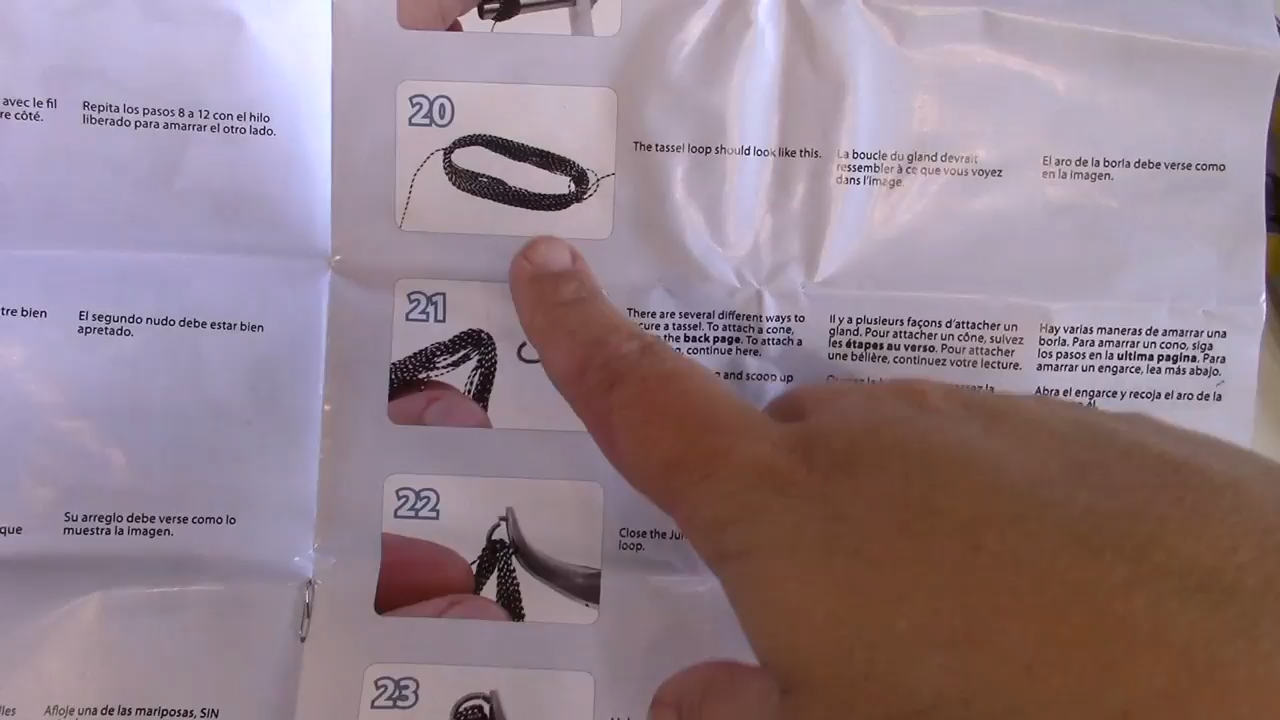 avec le fil
re côté.
Repita los pasos 8 a 12 con el hilo
liberado para amarrar el otro lado.
tre bien
El segundo nudo debe estar bien
apretado.
que
Su arreglo debe verse como lo
muestra la imagen.
lles
Afloje una de las mariposas, SIN
20
The tassel loop should look like this.
La boucle du gland devrait
ressembler à ce que vous voyez
dans l'image.
El aro de la borla debe verse como
en la imagen.
21
There are several different ways to
cure a tassel. To attach a cone,
the back page. To attach a
continue here.
and scoop up
Il y a plusieurs façons d'attacher un
gland. Pour attacher un cône, suivez
les étapes au verso. Pour attacher
une bélière, continuez votre lecture.
Hay varias maneras de amarrar una
borla. Para amarrar un cono, siga
los pasos en la ultima pagina. Para
amarrar un engarce, lea más abajo.
Abra el engarce y recoja el aro de la
22
Close the
loop.
23